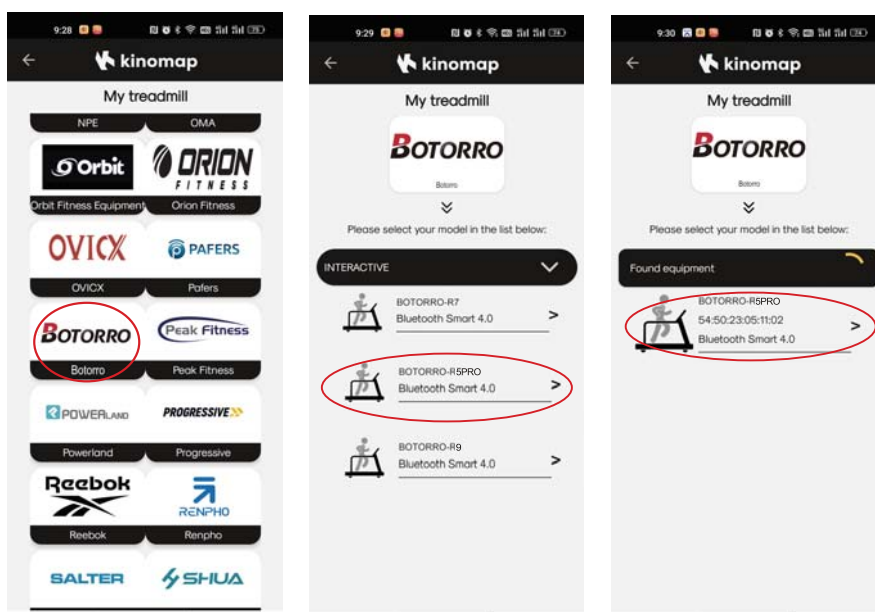 9:28
kinomap
My treadmill
NPE OMA
Orbit ORION FITNESS
Orbit Fitness Equipment Orion Fitness
OVICX PAFERS
OVICX Pafers
BOTORRO Peak Fitness
Botorro Peak Fitness
POWERLAND PROGRESSIVE
Powerland Progressive
Reebok RENPHO
Reebok Renpho
SALTER SHUA
9:29
kinomap
My treadmill
BOTORRO
Botorro
Please select your model in the list below:
INTERACTIVE
BOTORRO-R7
Bluetooth Smart 4.0
>
BOTORRO-R5PRO
Bluetooth Smart 4.0
>
BOTORRO-R9
Bluetooth Smart 4.0
>
9:30
kinomap
My treadmill
BOTORRO
Botorro
Please select your model in the list below:
Found equipment
BOTORRO-R5PRO
54:50:23:05:11:02
Bluetooth Smart 4.0
>